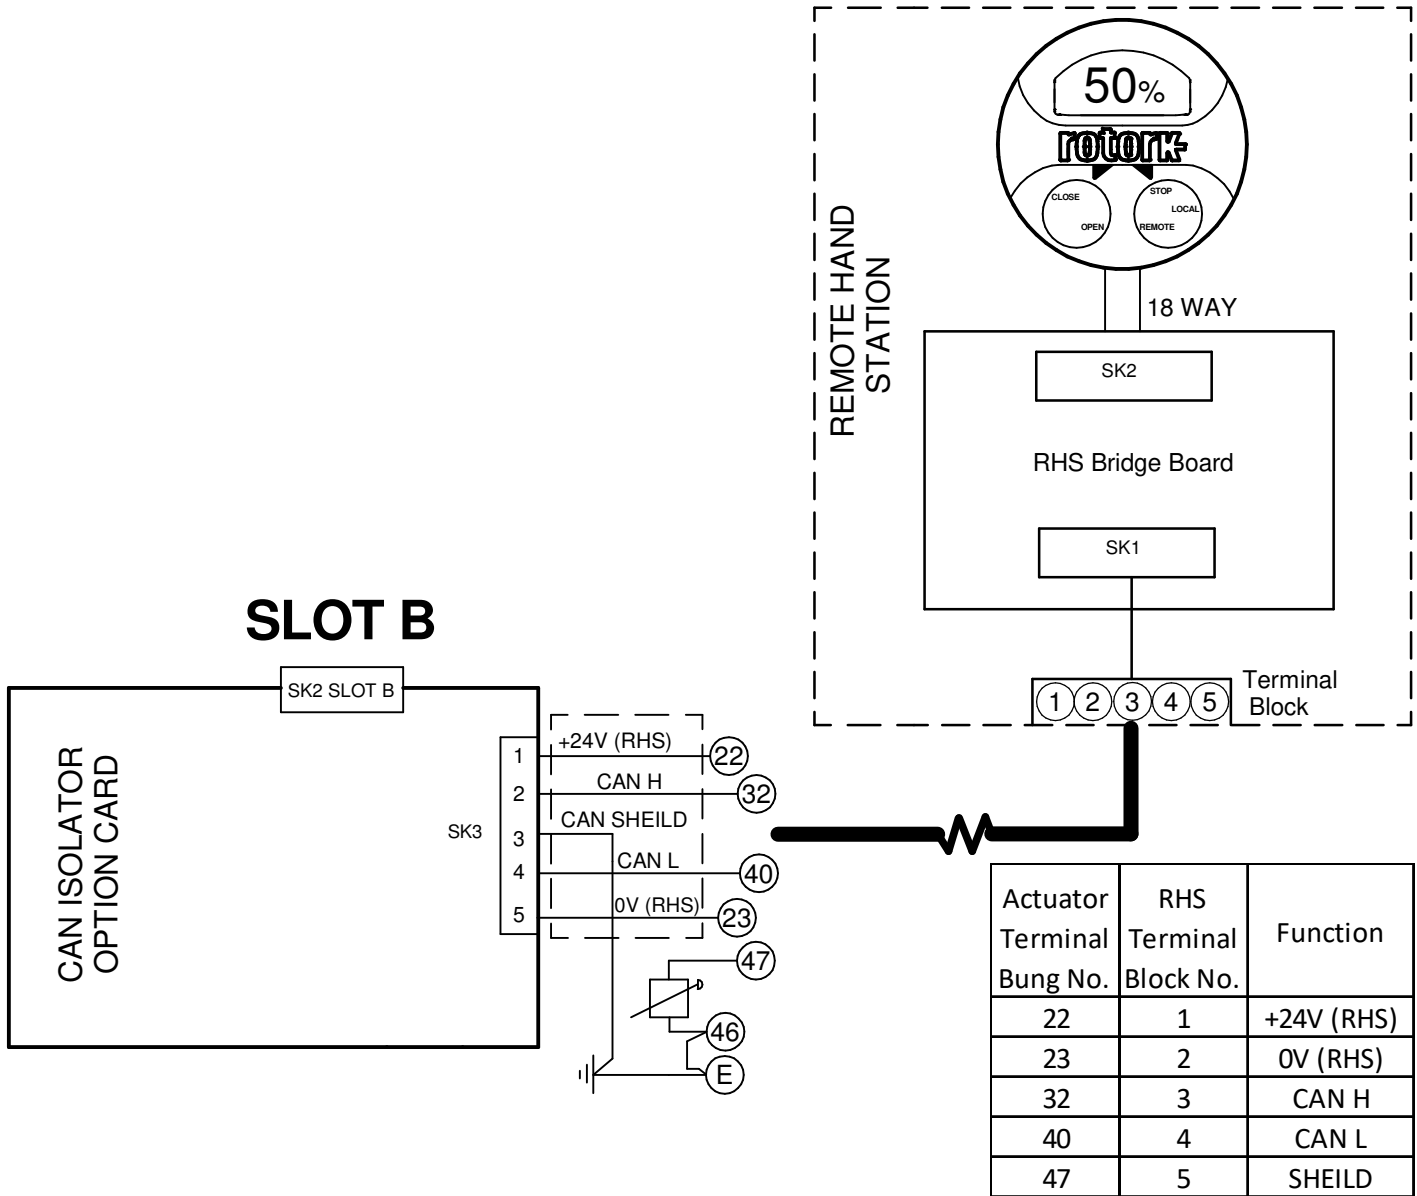 50%
rotork
CLOSE
OPEN
STOP
LOCAL
REMOTE
REMOTE HAND
STATION
18 WAY
SK2
RHS Bridge Board
SK1
1 2 3 4 5
Terminal
Block
SLOT B
SK2 SLOT B
CAN ISOLATOR
OPTION CARD
SK3
1 +24V (RHS) 22
2 CAN H 32
3 CAN SHEILD
4 CAN L 40
5 0V (RHS) 23
47
46
E
Actuator
Terminal
Bung No.
RHS
Terminal
Block No.
Function
22 1 +24V (RHS)
23 2 0V (RHS)
32 3 CAN H
40 4 CAN L
47 5 SHEILD